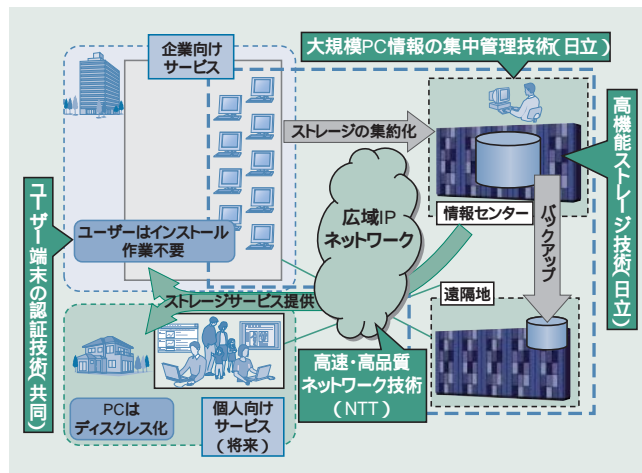 大規模PC情報の集中管理技術(日立)
企業向け
サービス
ストレージの集約化
高機能ストレージ技術(日立)
広域IP
ネットワーク
情報センター
バックアップ
ユーザー端末の認証技術(共同)
ユーザーはインストール
作業不要
ストレージサービス提供
遠隔地
高速・高品質
ネットワーク技術
(NTT)
PCは
ディスクレス化
個人向け
サービス
(将来)